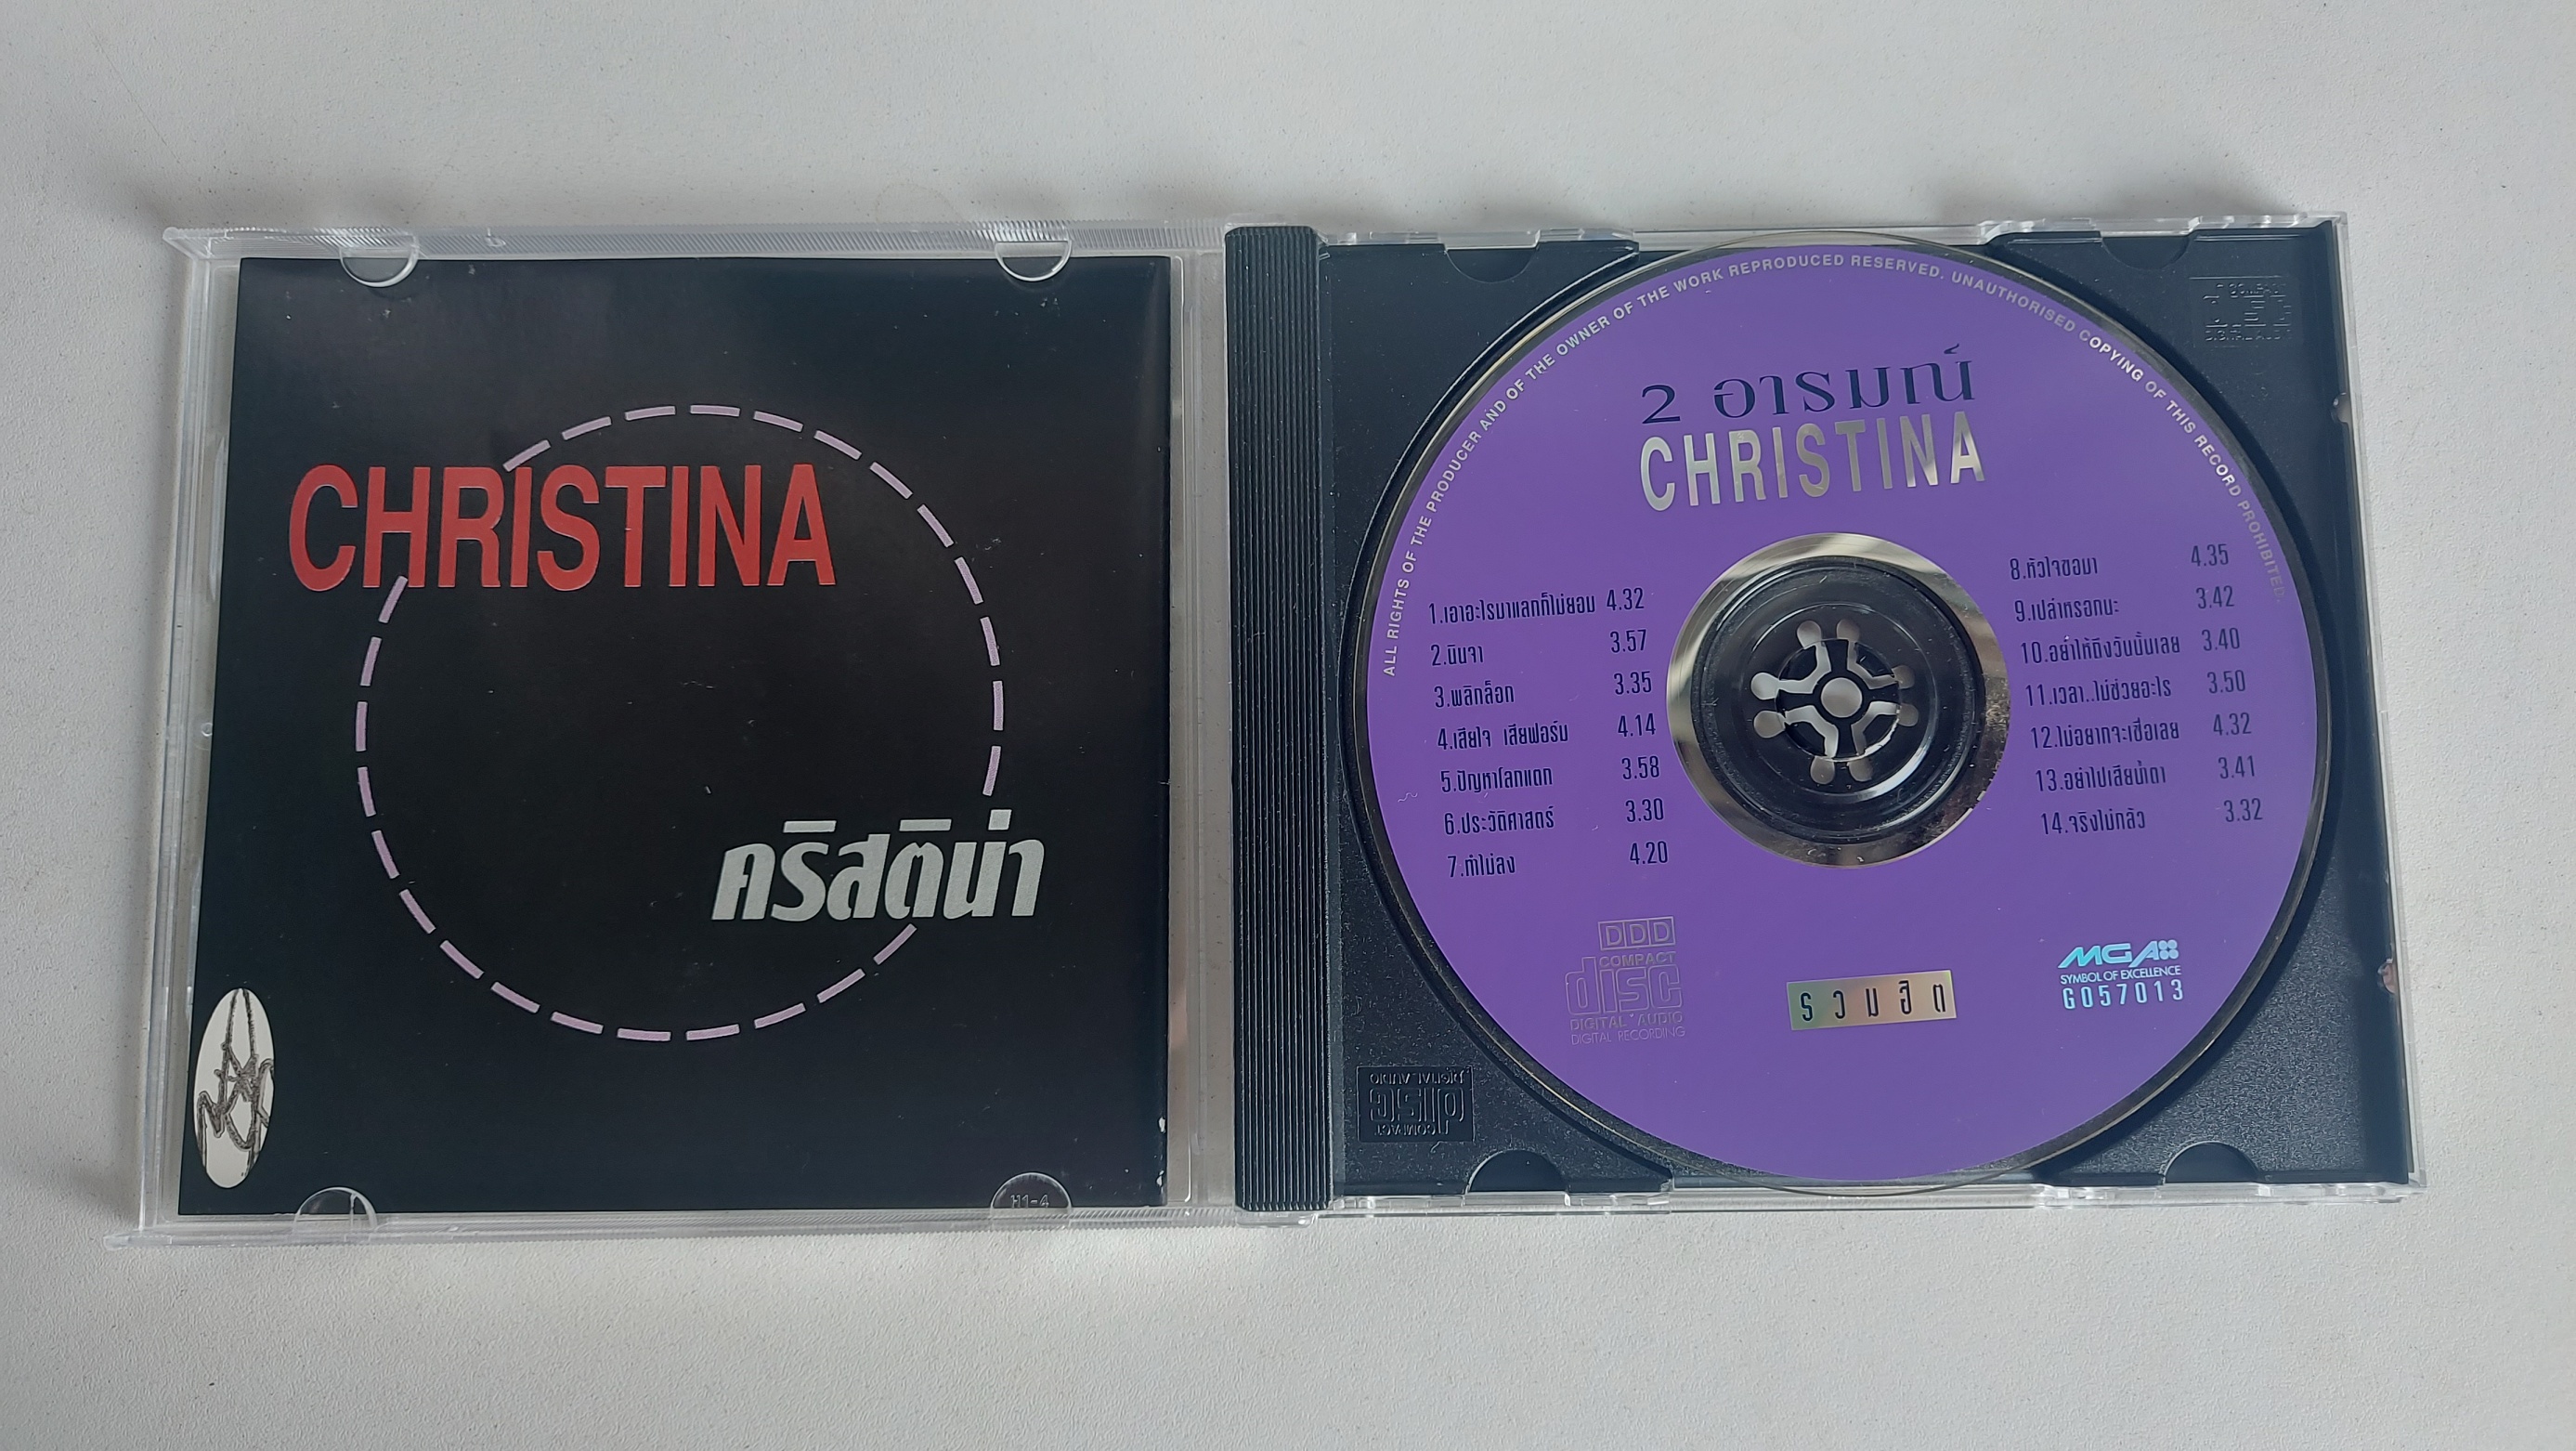 CHRISTINA
คริสติน่า
H1-4
ALL RIGHTS OF THE PRODUCER AND OF THE OWNER OF THE WORK REPRODUCED RESERVED. UNAUTHORISED COPYING OF THIS RECORD PROHIBITED.
2 อารมณ์
CHRISTINA
1.เอาอะไรมาแลกก็ไม่ยอม 4.32
2.นินจา 3.57
3.พลิกล็อก 3.35
4.เสียใจ เสียฟอร์ม 4.14
5.ปัญหาโลกแตก 3.58
6.ประวัติศาสตร์ 3.30
7.ทำไม่ลง 4.20
8.หัวใจขอมา 4.35
9.เปล่าหรอกนะ 3.42
10.อย่าให้ถึงวันนั้นเลย 3.40
11.เวลา..ไม่ช่วยอะไร 3.50
12.ไม่อยากจะเชื่อเลย 4.32
13.อย่าไปเสียน้ำตา 3.41
14.จริงไม่กลัว 3.32
DDD
COMPACT
disc
DIGITAL AUDIO
DIGITAL RECORDING
รวมฮิต
MGA
SYMBOL OF EXCELLENCE
G057013
COMPACT
disc
DIGITAL AUDIO